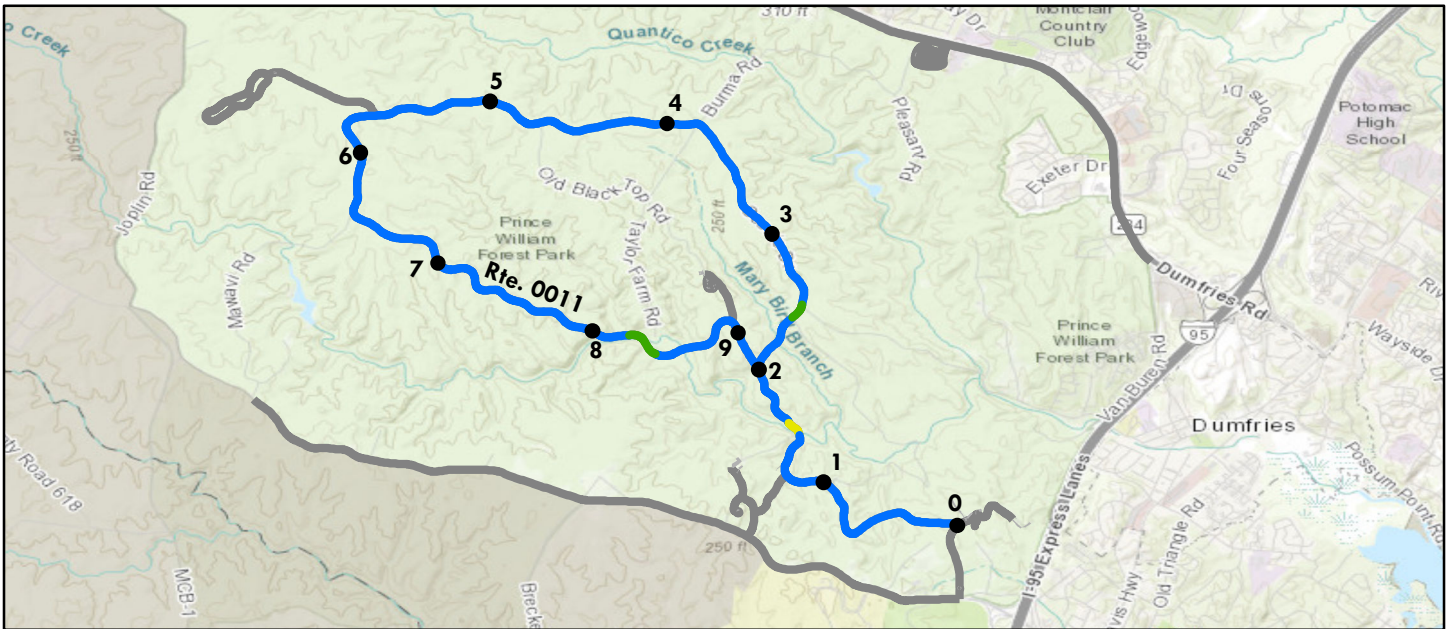 310 ft
Montclair
Country
Club
Quantico Creek
Burma Rd
Pleasant Rd
Four Seasons Dr
Potomac
High
School
Exeter Dr
234
250 ft
Joplin Rd
Old Black Top Rd
250 ft
5
4
6
3
Prince
William
Forest Park
Taylor Farm Rd
Mawavi Rd
7
Rte. 0011
Mary Bird Branch
Dumfries Rd
95
Prince
William
Forest Park
8
9
2
Wayside Dr
Van Buren Rd
Dumfries
1
0
I-95 Express Lanes
Possum Point Rd
Old Triangle Rd
250 ft
MCB-1